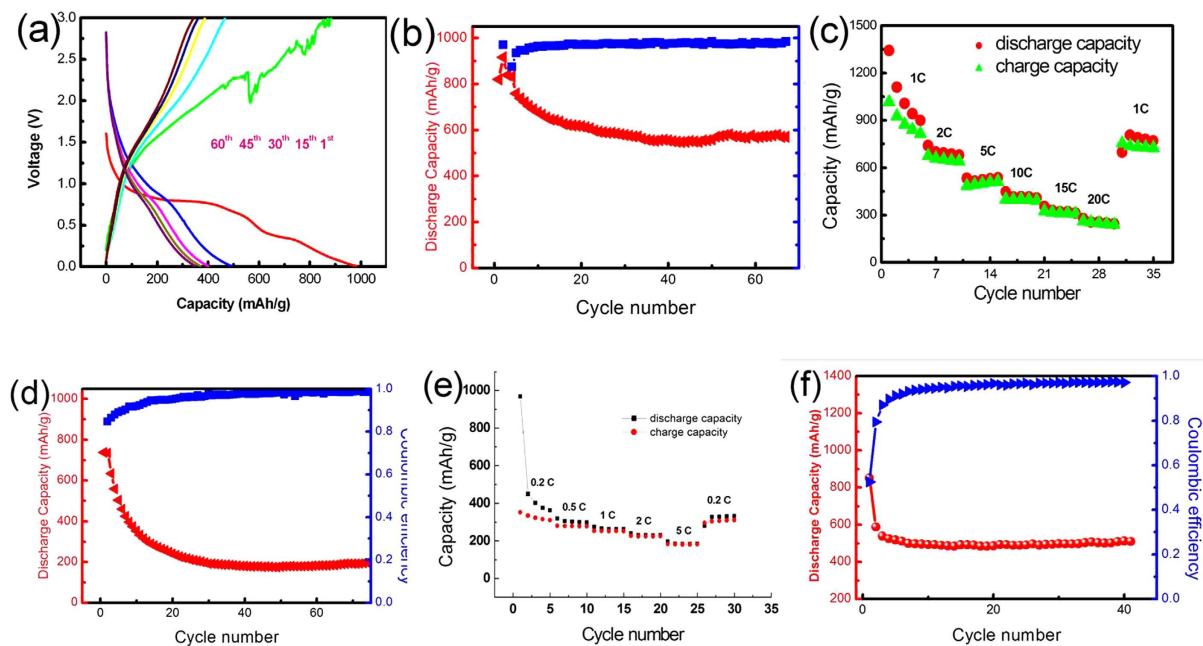 (a)
3.0
2.5
2.0
1.5
1.0
0.5
0.0
Voltage (V)
60th 45th 30th 15th 1st
0 200 400 600 800 1000
Capacity (mAh/g)
(b)
1000
800
600
400
200
0
Discharge Capacity (mAh/g)
0 20 40 60
Cycle number
(c)
1500
1200
900
600
300
0
Capacity (mAh/g)
discharge capacity
charge capacity
1C
2C
5C
10C
15C
20C
1C
0 7 14 21 28 35
Cycle number
(d)
1000
800
600
400
200
0
Discharge Capacity (mAh/g)
1.0
0.8
0.6
0.4
0.2
0.0
0 20 40 60
Cycle number
(e)
1000
800
600
400
300
200
0
Capacity (mAh/g)
discharge capacity
charge capacity
0.2 C
0.5 C
1 C
2 C
5 C
0.2 C
0 5 10 15 20 25 30 35
Cycle number
(f)
1400
1200
1000
800
600
400
200
Discharge Capacity (mAh/g)
1.0
0.8
0.6
0.4
0.2
0.0
Coulombic efficiency
0 20 40
Cycle number